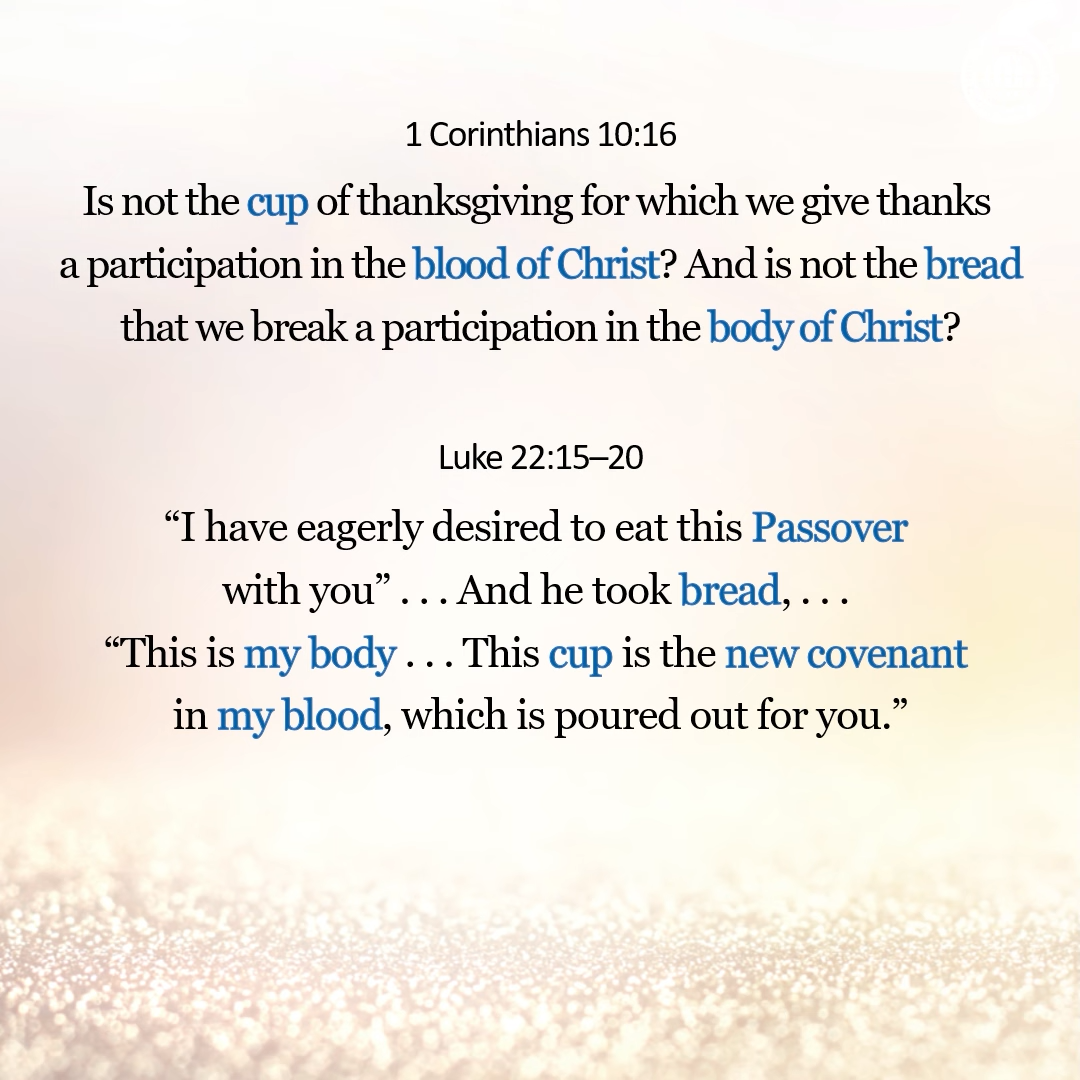 1 Corinthians 10:16
Is not the cup of thanksgiving for which we give thanks
a participation in the blood of Christ? And is not the bread
that we break a participation in the body of Christ?
Luke 22:15–20
“I have eagerly desired to eat this Passover
with you” . . . And he took bread, . . .
“This is my body . . . This cup is the new covenant
in my blood, which is poured out for you.”